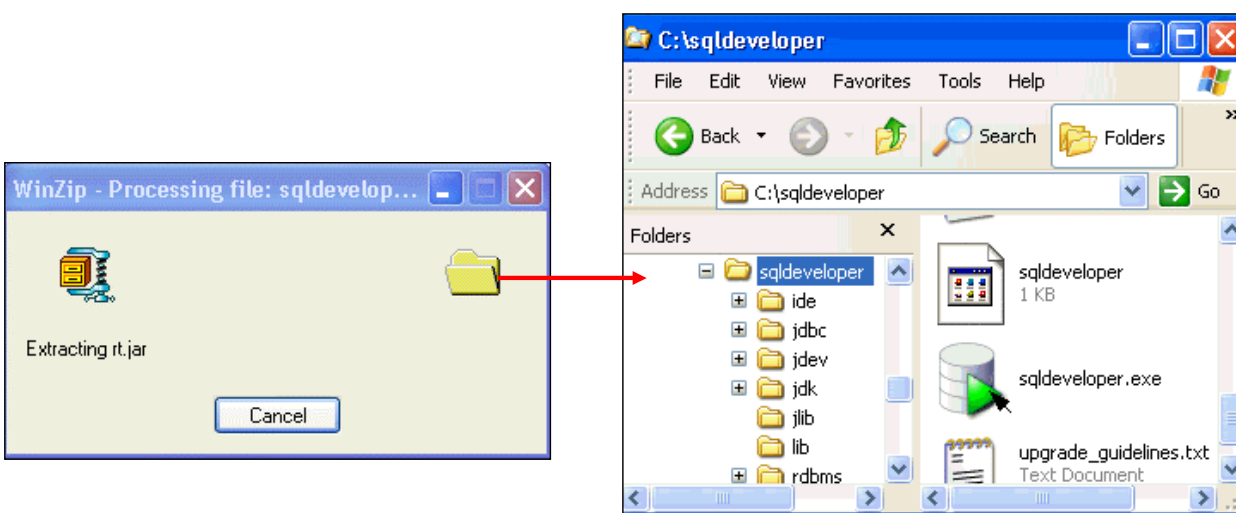 WinZip - Processing file: sqldevelop...
Extracting rt.jar
Cancel
C:\sqldeveloper
File Edit View Favorites Tools Help
Back Search Folders
Address C:\sqldeveloper Go
Folders
sqldeveloper
ide
jdbc
jdev
jdk
jlib
lib
rdbms
sqldeveloper
1 KB
sqldeveloper.exe
upgrade_guidelines.txt
Text Document